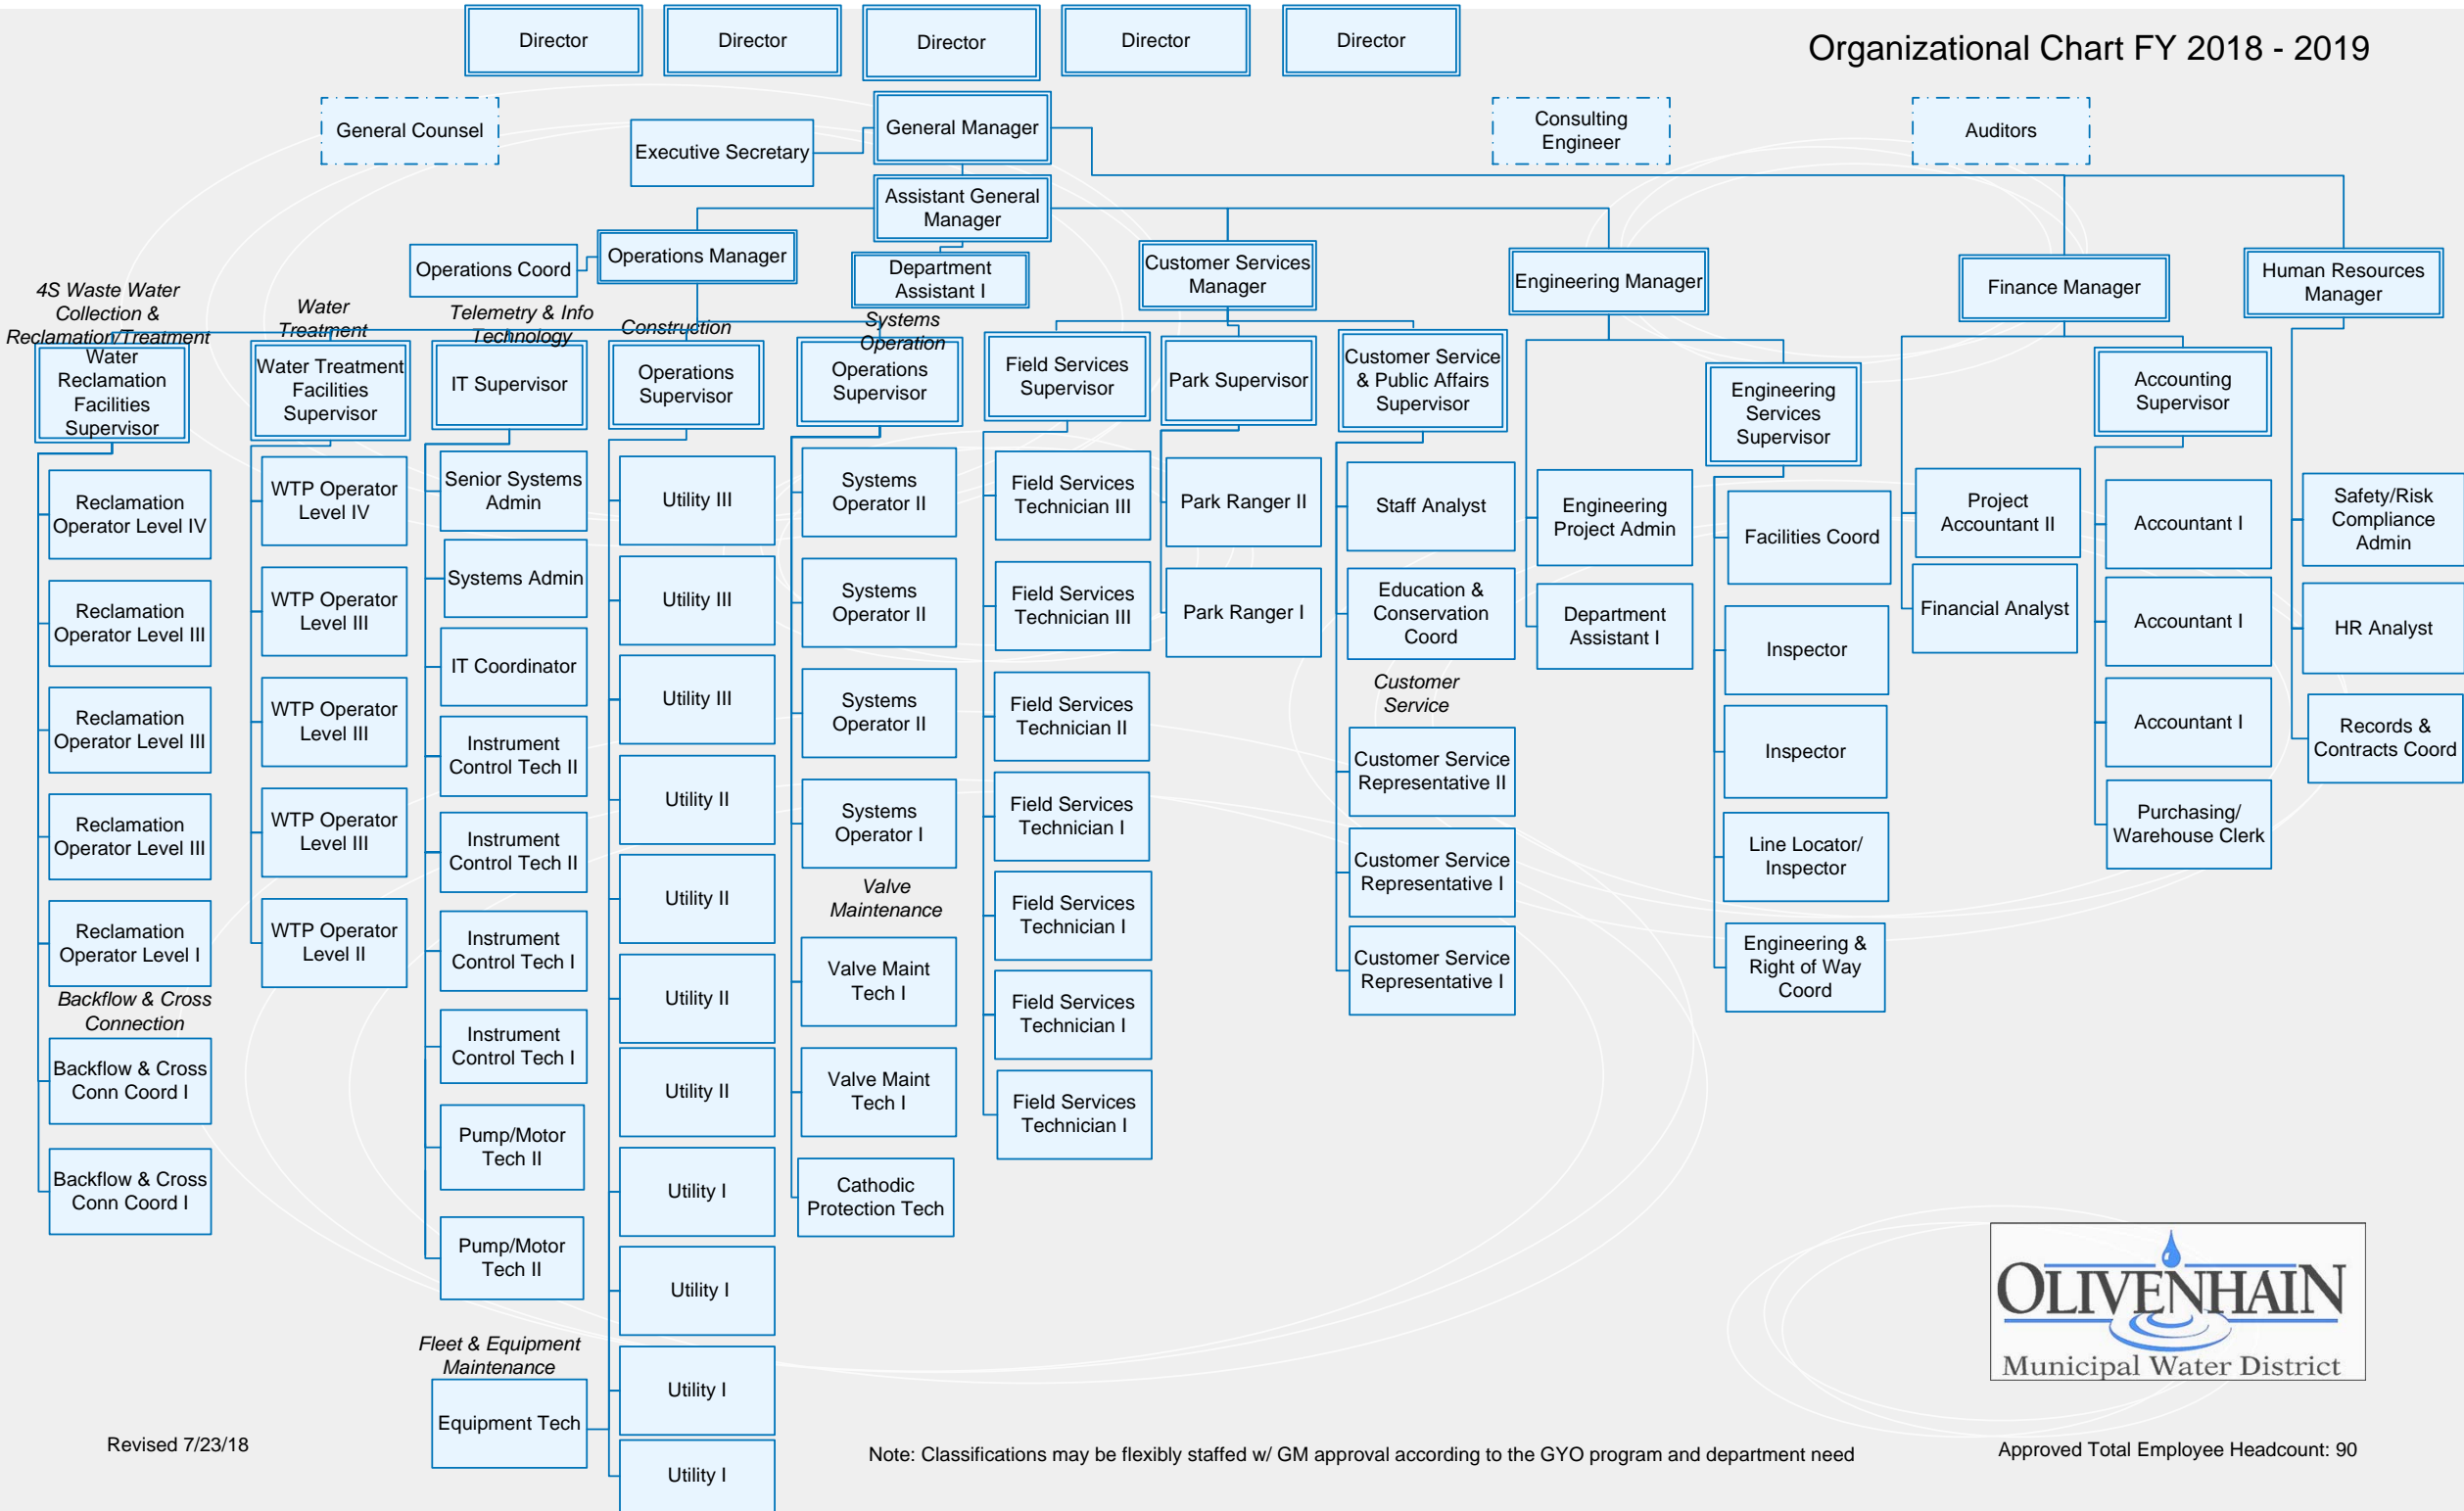 Director
Director
Director
Director
Director
Organizational Chart FY 2018 - 2019
General Counsel
Executive Secretary
General Manager
Consulting
Engineer
Auditors
Assistant General
Manager
Operations Coord
Operations Manager
Department
Assistant I
Customer Services
Manager
Engineering Manager
Finance Manager
Human Resources
Manager
4S Waste Water
Collection &
Reclamation/Treatment
Water
Reclamation
Facilities
Supervisor
Reclamation
Operator Level IV
Reclamation
Operator Level III
Reclamation
Operator Level III
Reclamation
Operator Level III
Reclamation
Operator Level I
Backflow & Cross
Connection
Backflow & Cross
Conn Coord I
Backflow & Cross
Conn Coord I
Water
Treatment
Water Treatment
Facilities
Supervisor
WTP Operator
Level IV
WTP Operator
Level III
WTP Operator
Level III
WTP Operator
Level III
WTP Operator
Level II
Telemetry & Info
Technology
IT Supervisor
Senior Systems
Admin
Systems Admin
IT Coordinator
Instrument
Control Tech II
Instrument
Control Tech II
Instrument
Control Tech I
Instrument
Control Tech I
Pump/Motor
Tech II
Pump/Motor
Tech II
Fleet & Equipment
Maintenance
Equipment Tech
Construction
Operations
Supervisor
Utility III
Utility III
Utility III
Utility II
Utility II
Utility II
Utility II
Utility I
Utility I
Utility I
Utility I
Systems
Operation
Operations
Supervisor
Systems
Operator II
Systems
Operator II
Systems
Operator II
Systems
Operator I
Valve
Maintenance
Valve Maint
Tech I
Valve Maint
Tech I
Cathodic
Protection Tech
Field Services
Supervisor
Field Services
Technician III
Field Services
Technician III
Field Services
Technician II
Field Services
Technician I
Field Services
Technician I
Field Services
Technician I
Field Services
Technician I
Park Supervisor
Park Ranger II
Park Ranger I
Customer Service
& Public Affairs
Supervisor
Staff Analyst
Education &
Conservation
Coord
Customer
Service
Customer Service
Representative II
Customer Service
Representative I
Customer Service
Representative I
Engineering
Project Admin
Department
Assistant I
Engineering
Services
Supervisor
Facilities Coord
Inspector
Inspector
Line Locator/
Inspector
Engineering &
Right of Way
Coord
Project
Accountant II
Financial Analyst
Accounting
Supervisor
Accountant I
Accountant I
Accountant I
Purchasing/
Warehouse Clerk
Safety/Risk
Compliance
Admin
HR Analyst
Records &
Contracts Coord
OLIVENHAIN
Municipal Water District
Revised 7/23/18
Note: Classifications may be flexibly staffed w/ GM approval according to the GYO program and department need
Approved Total Employee Headcount: 90